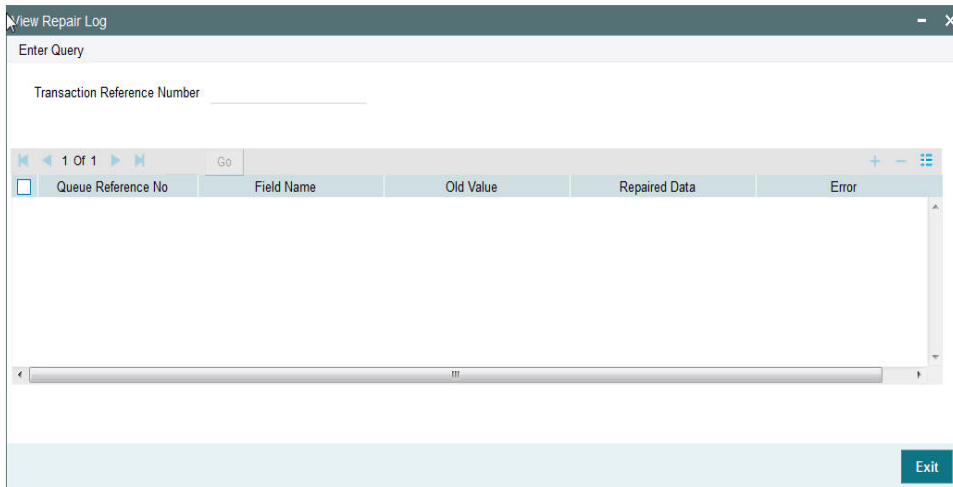 View Repair Log
Enter Query
Transaction Reference Number
1 Of 1 Go
Queue Reference No Field Name Old Value Repaired Data Error
Exit